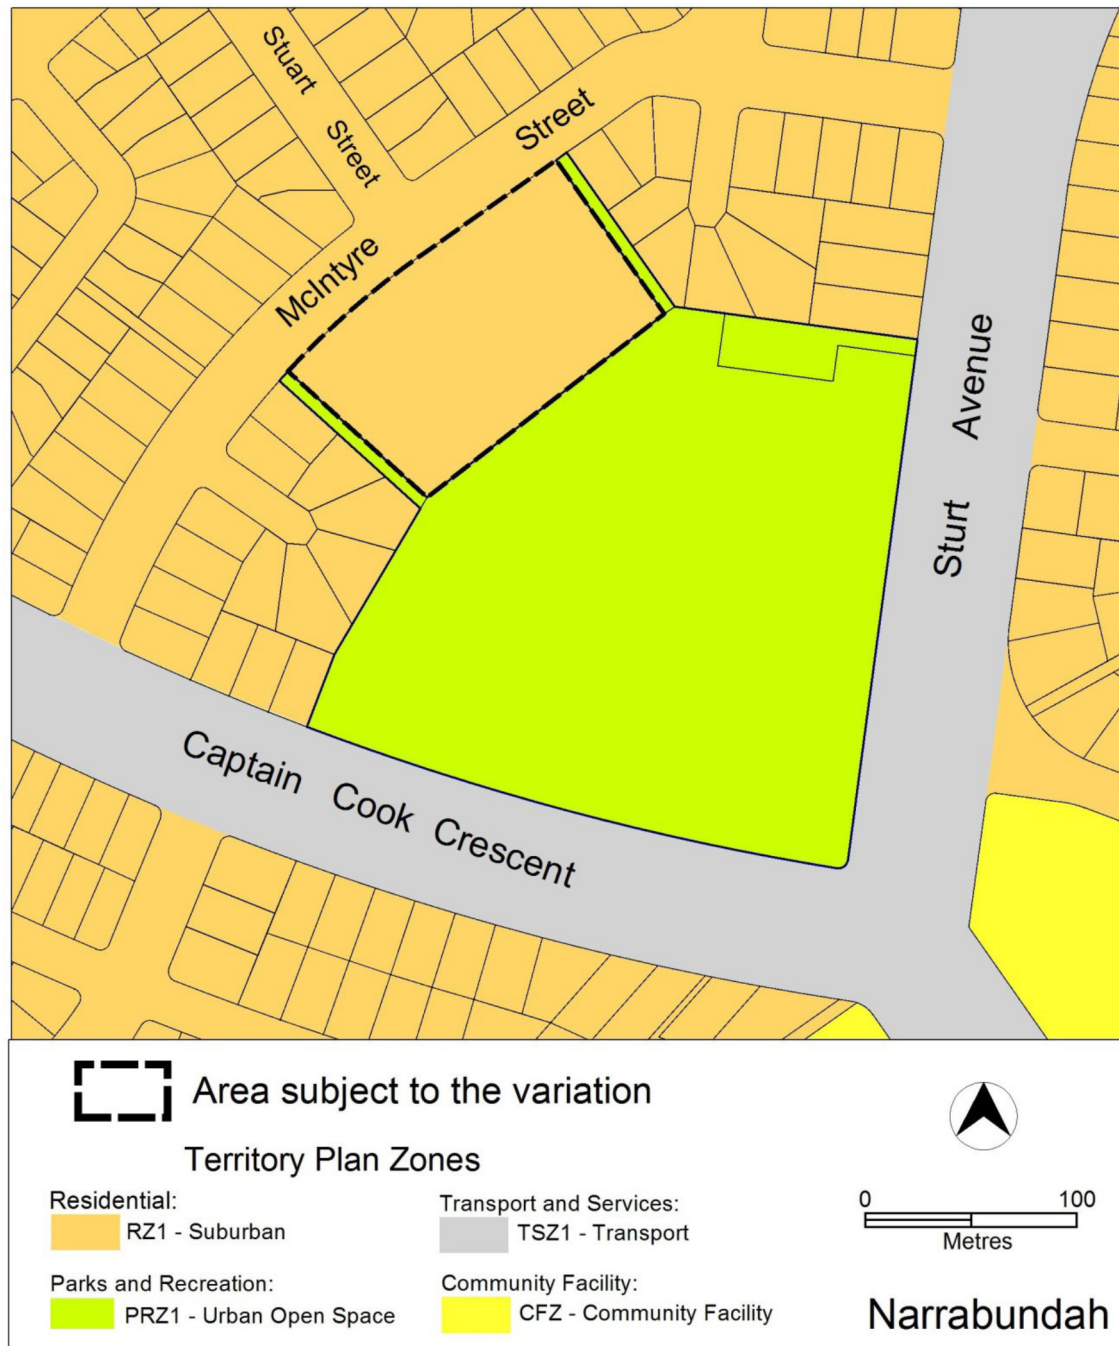 Stuart
Street
Street
McIntyre
Sturt Avenue
Captain Cook Crescent
Area subject to the variation
Territory Plan Zones
Residential:
RZ1 - Suburban
Parks and Recreation:
PRZ1 - Urban Open Space
Transport and Services:
TSZ1 - Transport
Community Facility:
CFZ - Community Facility
0 100
Metres
Narrabundah